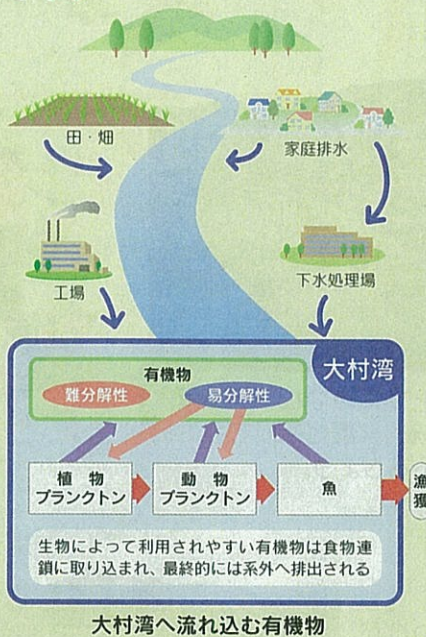 田・畑
家庭排水
工場
下水処理場
大村湾
有機物
難分解性
易分解性
植物
プランクトン
動物
プランクトン
魚
漁
獲
生物によって利用されやすい有機物は食物連
鎖に取り込まれ、最終的には系外へ排出される
大村湾へ流れ込む有機物